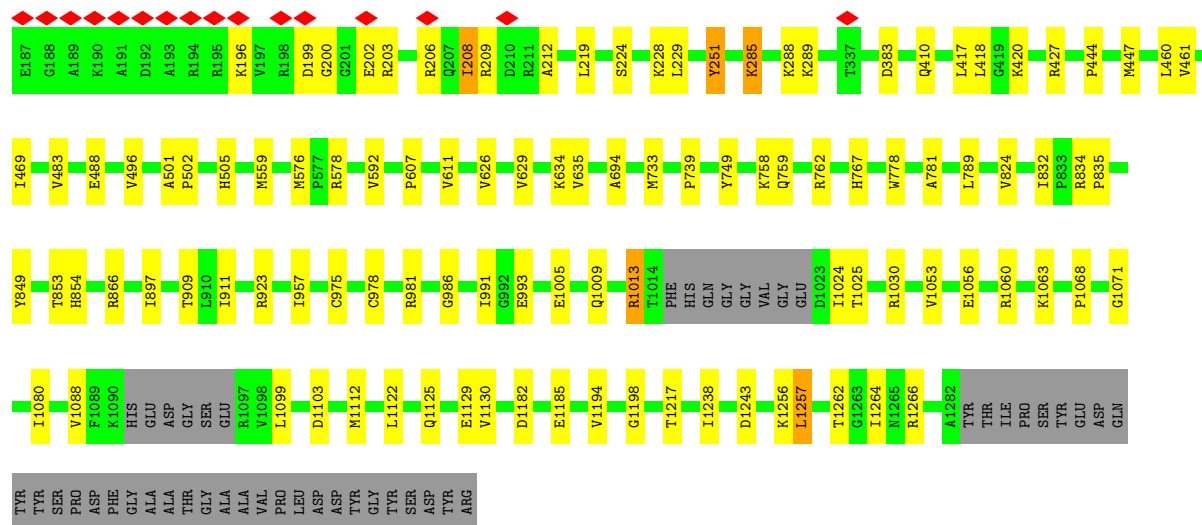 E187 G188 A189 K190 A191 D192 A193 R194 R195 K196 V197 R198 D199 G200 G201 E202 R203 R206 Q207 I208 R209 D210 R211 A212 L219 S224 K228 L229 Y251 K285 K288 K289 T337 D383 Q410 L417 L418 G419 K420 R427 P444 M447 L460 V461
I469 V483 E488 V496 A501 P502 H505 M559 M576 P577 R578 V592 P607 V611 V626 V629 K634 V635 A694 M733 P739 Y749 K758 Q759 R762 H767 W778 A781 L789 V824 I832 P833 R834 P835
Y849 T853 H854 R866 I897 T909 L910 I911 R923 I957 C975 C978 R981 G986 I991 G992 E993 E1005 Q1009 R1013 T1014 PHE HIS GLN GLY GLY VAL GLY GLU D1023 I1024 T1025 R1030 V1053 E1056 R1060 K1063 P1068 G1071
I1080 V1088 F1089 K1090 HIS GLU ASP GLY SER GLU R1097 V1098 L1099 D1103 M1112 L1122 Q1125 E1129 V1130 D1182 E1185 V1194 G1198 T1217 I1238 D1243 K1256 L1257 T1262 G1263 I1264 N1265 R1266 A1282 TYR THR ILE PRO SER TYR GLU ASP GLN
TYR TYR SER PRO ASP PHE GLY ALA ALA THR GLY ALA ALA VAL PRO LEU ASP ASP TYR GLY TYR SER ASP TYR ARG